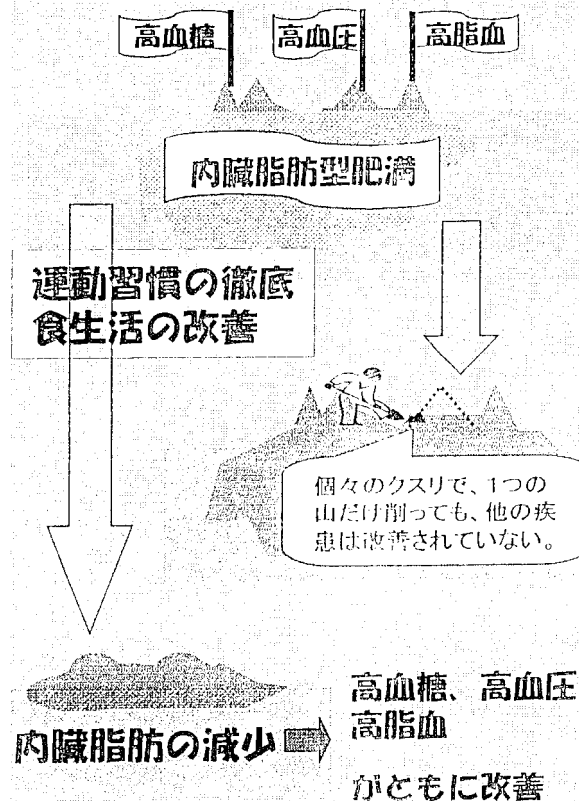 高血糖
高血圧
高脂血
内臓脂肪型肥満
運動習慣の徹底
食生活の改善
個々のクスリで、1つの
山だけ削っても、他の疾
患は改善されていない。
内臓脂肪の減少
高血糖、高血圧
高脂血
がともに改善